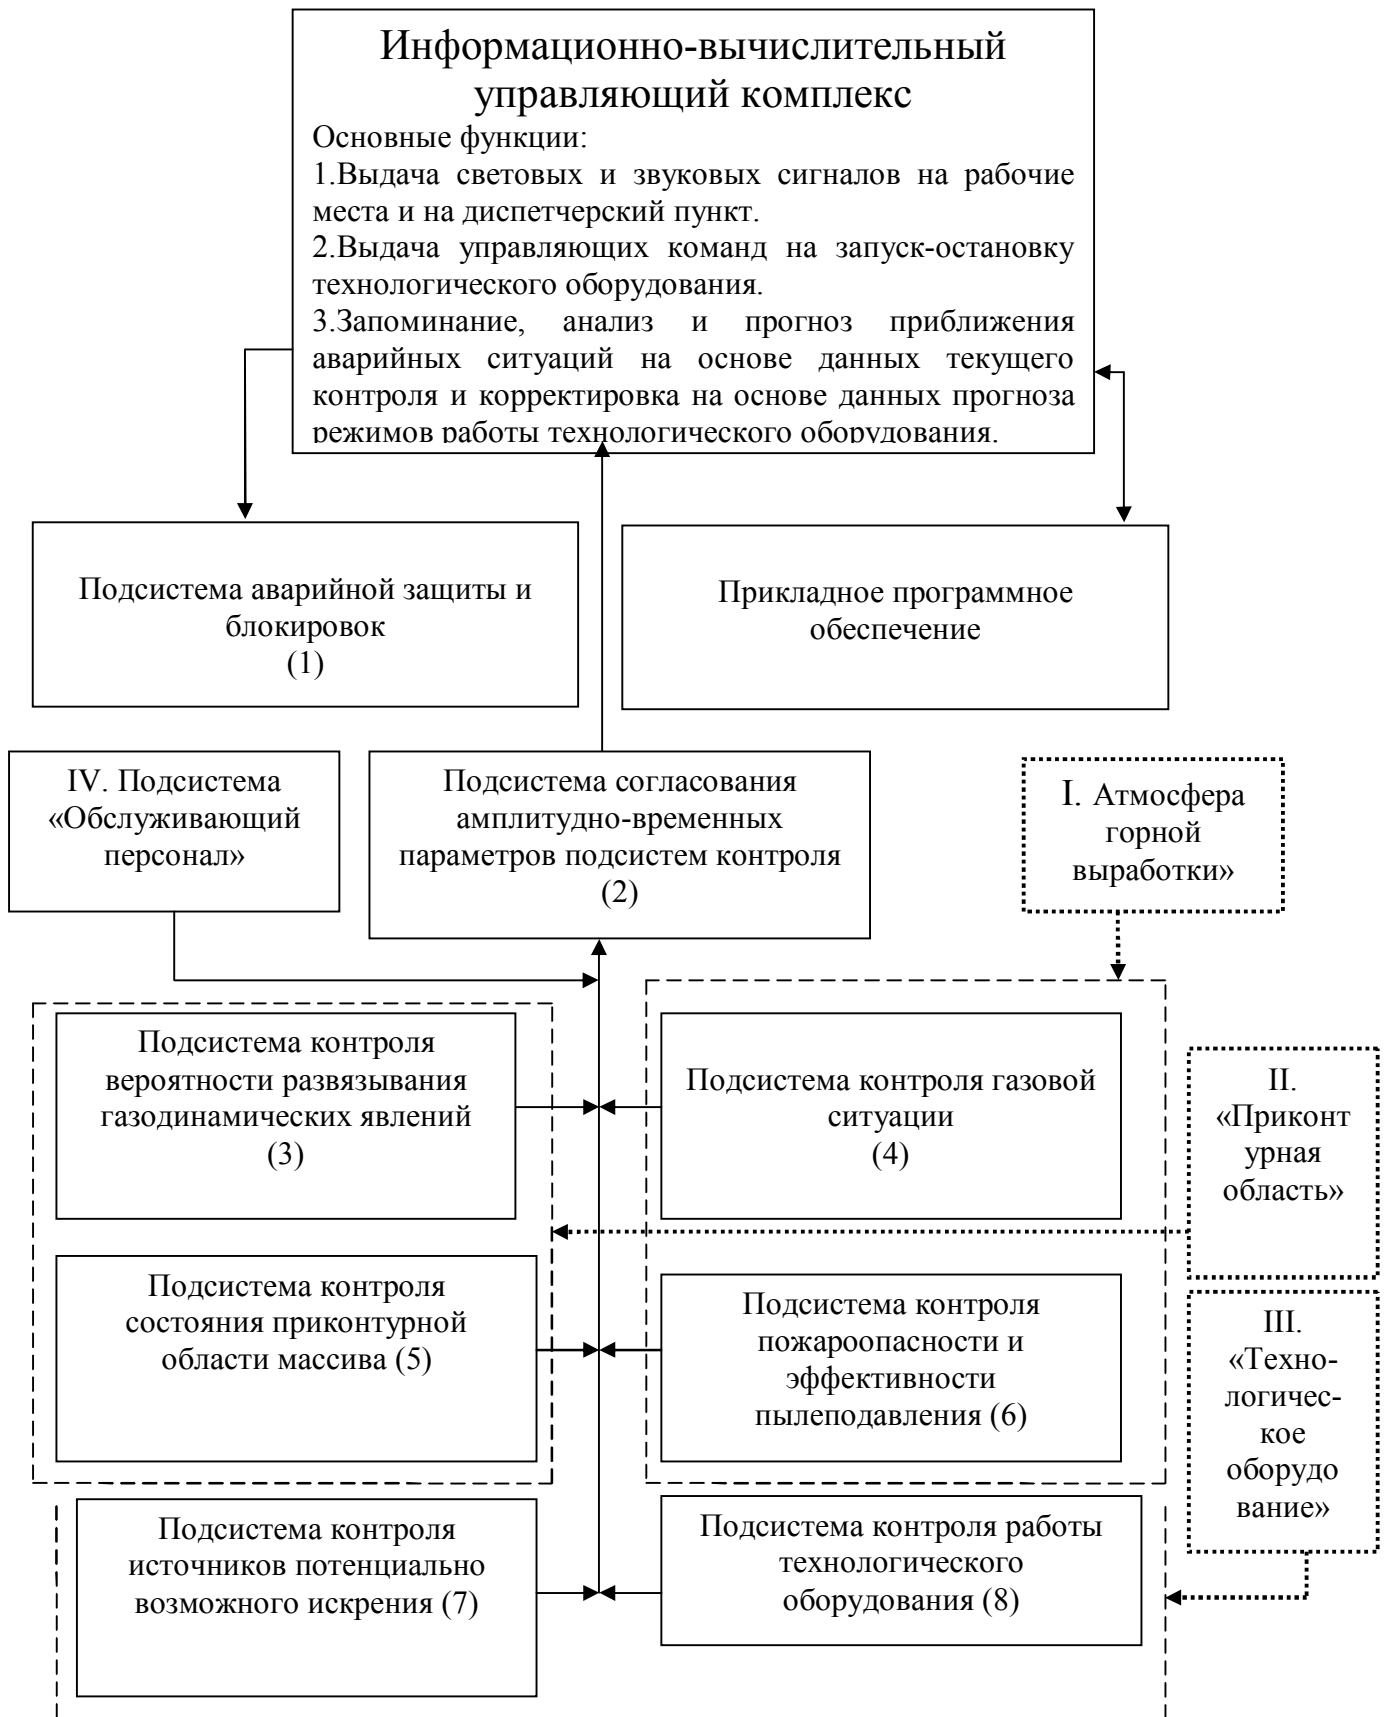 Информационно-вычислительный
управляющий комплекс
Основные функции:
1.Выдача световых и звуковых сигналов на рабочие
места и на диспетчерский пункт.
2.Выдача управляющих команд на запуск-остановку
технологического оборудования.
3.Запоминание, анализ и прогноз приближения
аварийных ситуаций на основе данных текущего
контроля и корректировка на основе данных прогноза
режимов работы технологического оборудования.
Подсистема аварийной защиты и
блокировок
(1)
Прикладное программное
обеспечение
IV. Подсистема
«Обслуживающий
персонал»
Подсистема согласования
амплитудно-временных
параметров подсистем контроля
(2)
I. Атмосфера
горной
выработки»
Подсистема контроля
вероятности развязывания
газодинамических явлений
(3)
Подсистема контроля газовой
ситуации
(4)
II.
«Приконт
урная
область»
Подсистема контроля
состояния приконтурной
области массива (5)
Подсистема контроля
пожароопасности и
эффективности
пылеподавления (6)
III.
«Техно-
логичес-
кое
оборудо
вание»
Подсистема контроля
источников потенциально
возможного искрения (7)
Подсистема контроля работы
технологического
оборудования (8)